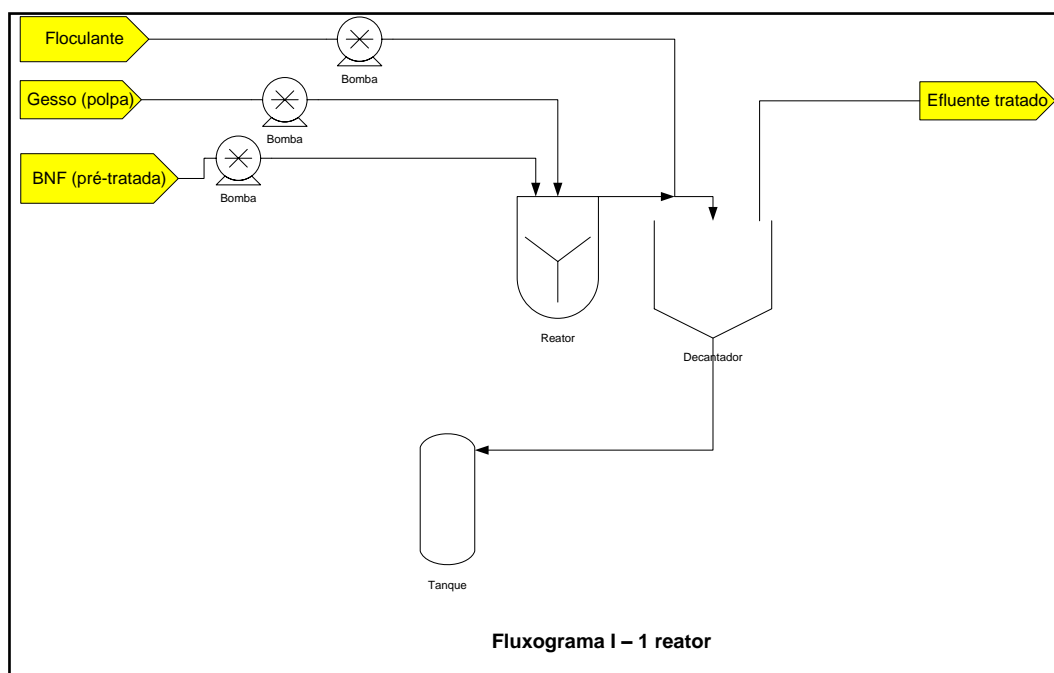 Floculante
Bomba
Gesso (polpa)
Bomba
Efluente tratado
BNF (pré-tratada)
Bomba
Reator
Decantador
Tanque
Fluxograma I – 1 reator